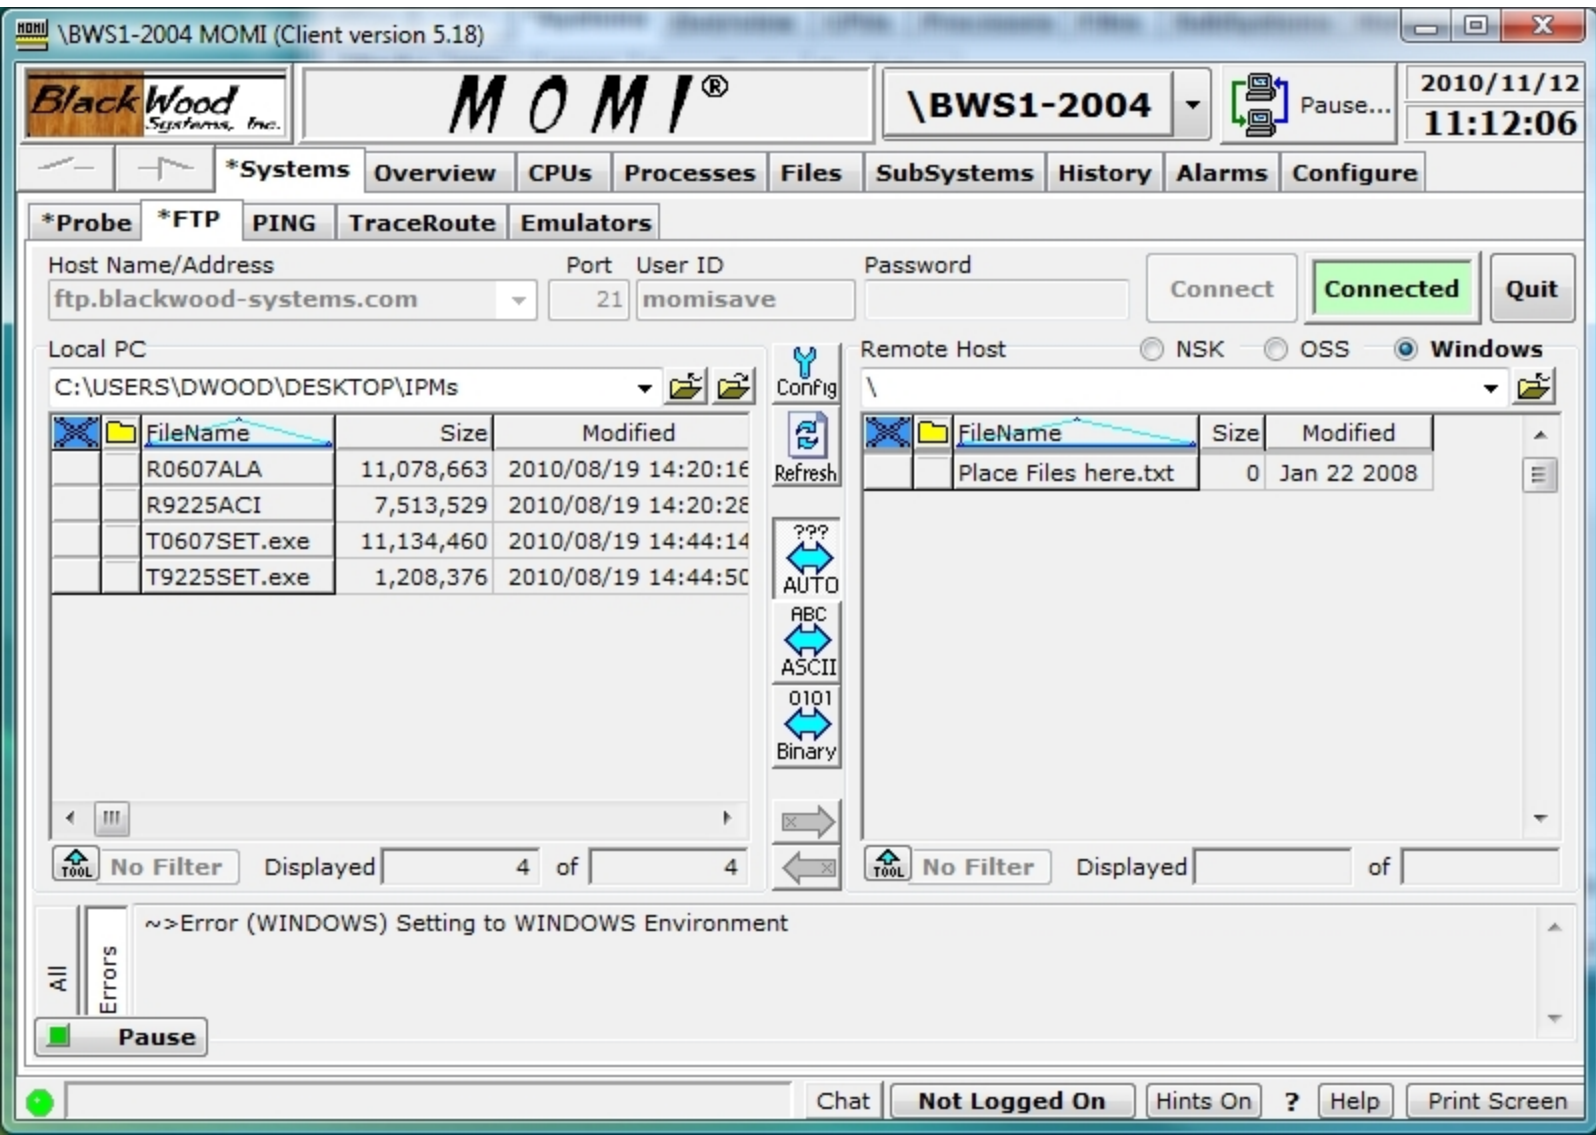 \BWS1-2004 MOMI (Client version 5.18)
BlackWood Systems, Inc.
MOMI®
\BWS1-2004
Pause...
2010/11/12
11:12:06
*Systems Overview CPUs Processes Files SubSystems History Alarms Configure
*Probe *FTP PING TraceRoute Emulators
Host Name/Address Port User ID Password
ftp.blackwood-systems.com 21 momisave Connect Connected Quit
Local PC
C:\USERS\DWOOD\DESKTOP\IPMs
FileName Size Modified
R0607ALA 11,078,663 2010/08/19 14:20:16
R9225ACI 7,513,529 2010/08/19 14:20:28
T0607SET.exe 11,134,460 2010/08/19 14:44:14
T9225SET.exe 1,208,376 2010/08/19 14:44:50
No Filter Displayed 4 of 4
TOOL
Config
Refresh
???
AUTO
ABC
ASCII
0101
Binary
Remote Host NSK OSS Windows
\
FileName Size Modified
Place Files here.txt 0 Jan 22 2008
No Filter Displayed of
TOOL
All
Errors
~>Error (WINDOWS) Setting to WINDOWS Environment
Pause
Chat Not Logged On Hints On ? Help Print Screen